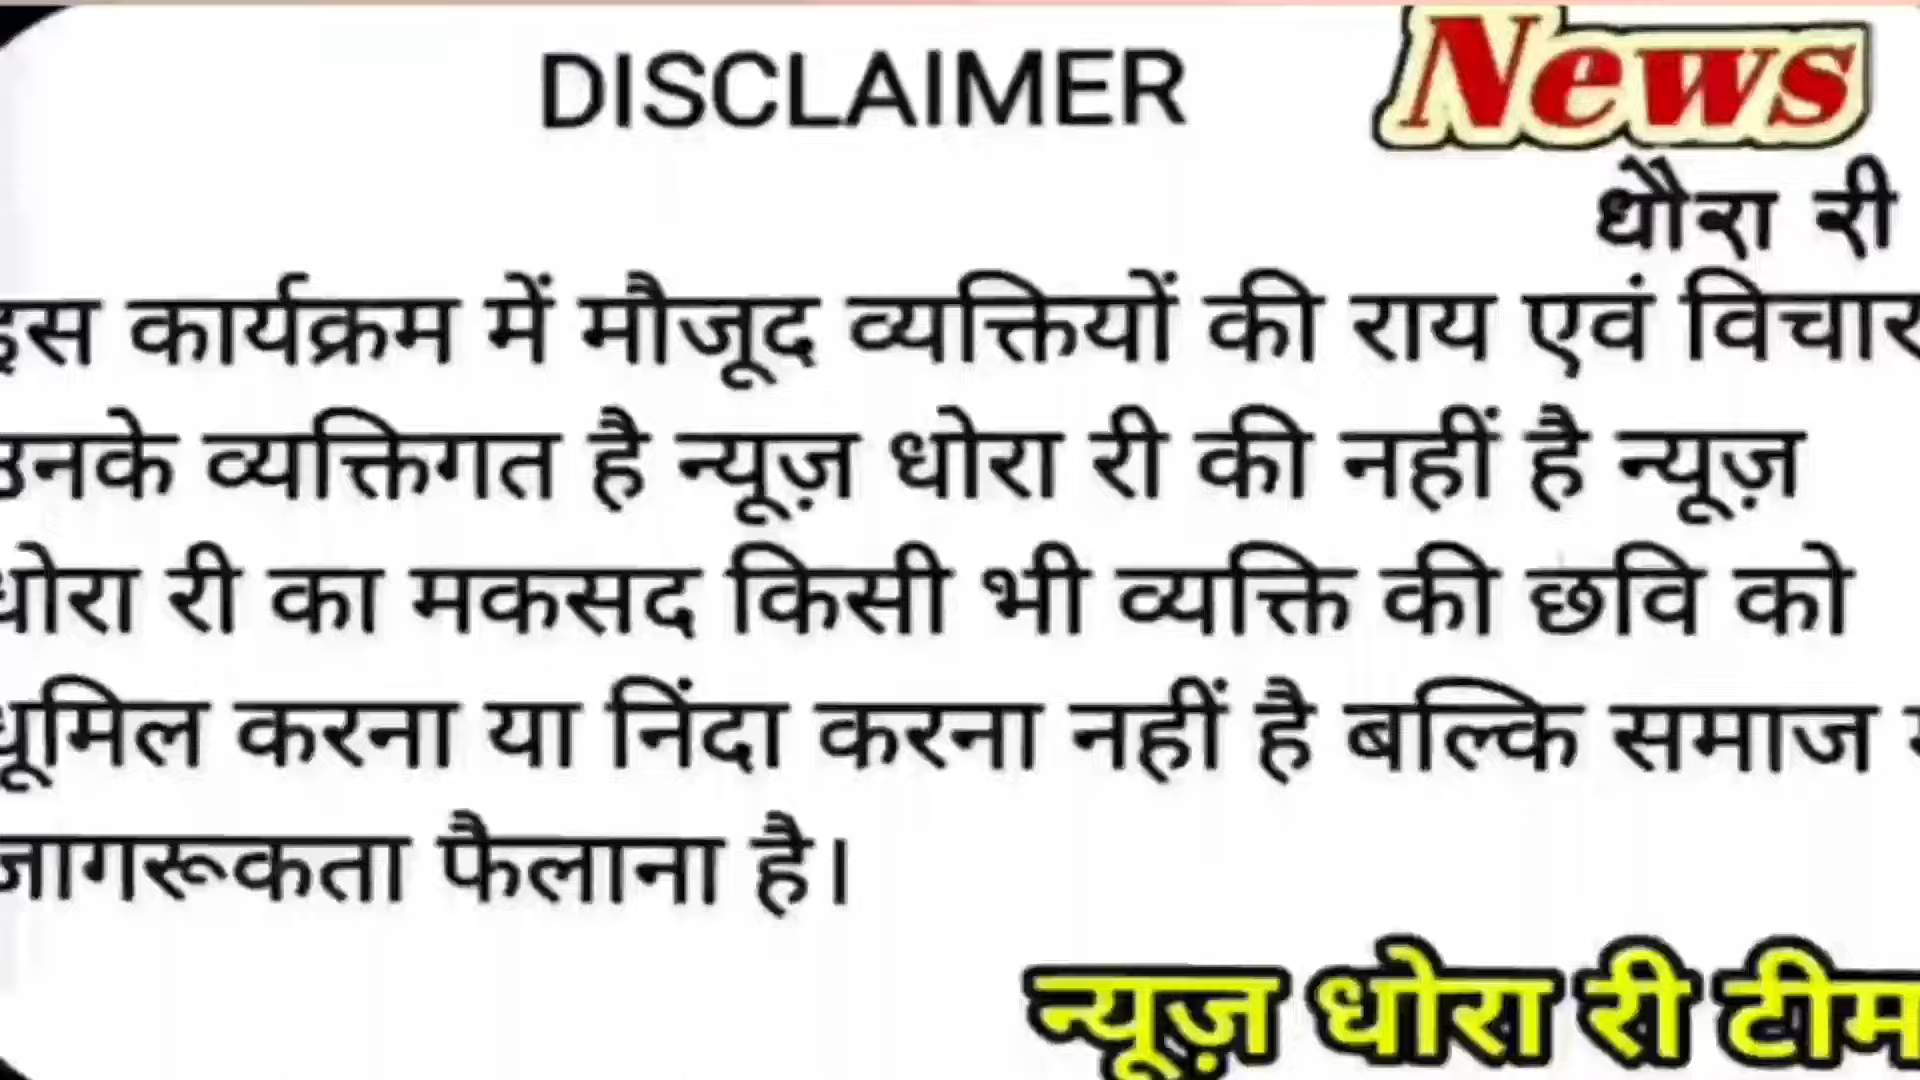 DISCLAIMER
News
धौरा री
इस कार्यक्रम में मौजूद व्यक्तियों की राय एवं विचार
उनके व्यक्तिगत है न्यूज़ धोरा री की नहीं है न्यूज़
धोरा री का मकसद किसी भी व्यक्ति की छवि को
धूमिल करना या निंदा करना नहीं है बल्कि समाज
जागरूकता फैलाना है।
न्यूज़ धोरा री टीम